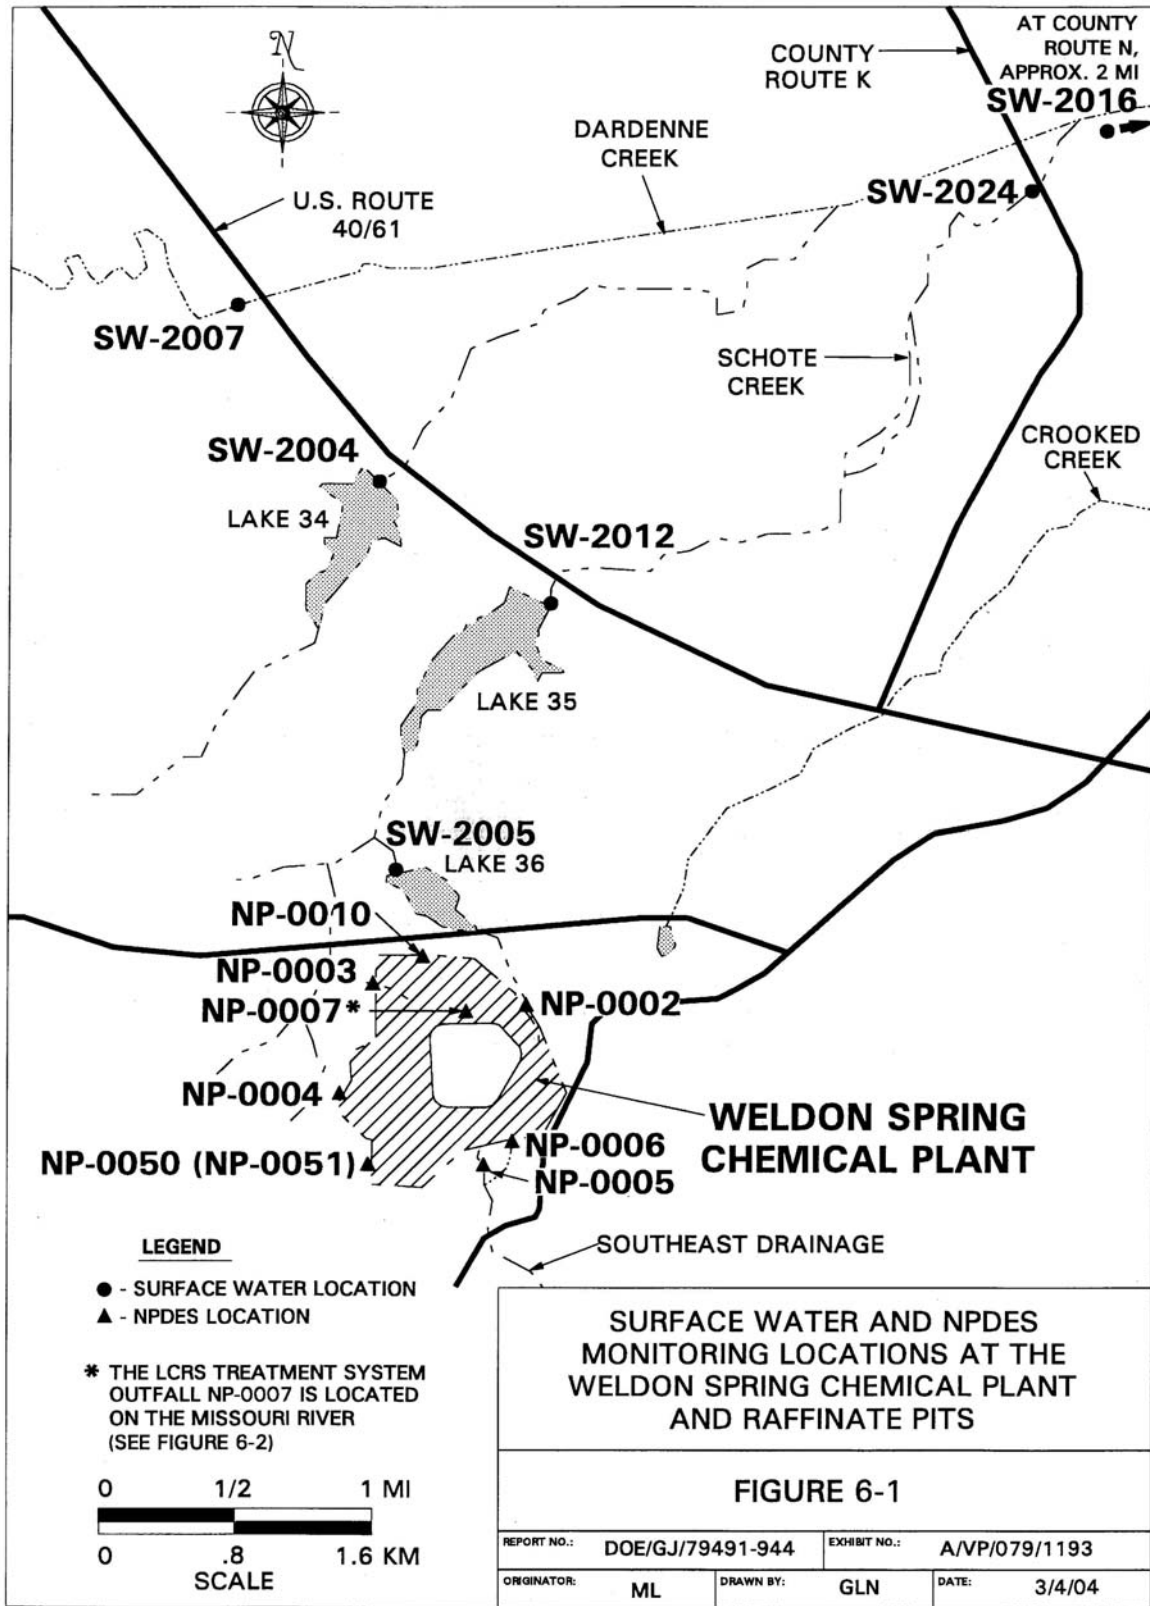 N
AT COUNTY
ROUTE N,
APPROX. 2 MI
SW-2016
COUNTY
ROUTE K
DARDENNE
CREEK
SW-2024
U.S. ROUTE
40/61
SW-2007
SCHOTE
CREEK
CROOKED
CREEK
SW-2004
LAKE 34
SW-2012
LAKE 35
SW-2005
LAKE 36
NP-0010
NP-0003
NP-0007*
NP-0002
NP-0004
WELDON SPRING
CHEMICAL PLANT
NP-0006
NP-0050 (NP-0051)
NP-0005
SOUTHEAST DRAINAGE
LEGEND
● - SURFACE WATER LOCATION
▲ - NPDES LOCATION
* THE LCRS TREATMENT SYSTEM
OUTFALL NP-0007 IS LOCATED
ON THE MISSOURI RIVER
(SEE FIGURE 6-2)
0 1/2 1 MI
0 .8 1.6 KM
SCALE
SURFACE WATER AND NPDES
MONITORING LOCATIONS AT THE
WELDON SPRING CHEMICAL PLANT
AND RAFFINATE PITS
FIGURE 6-1
REPORT NO.: DOE/GJ/79491-944 EXHIBIT NO.: A/VP/079/1193
ORIGINATOR: ML DRAWN BY: GLN DATE: 3/4/04